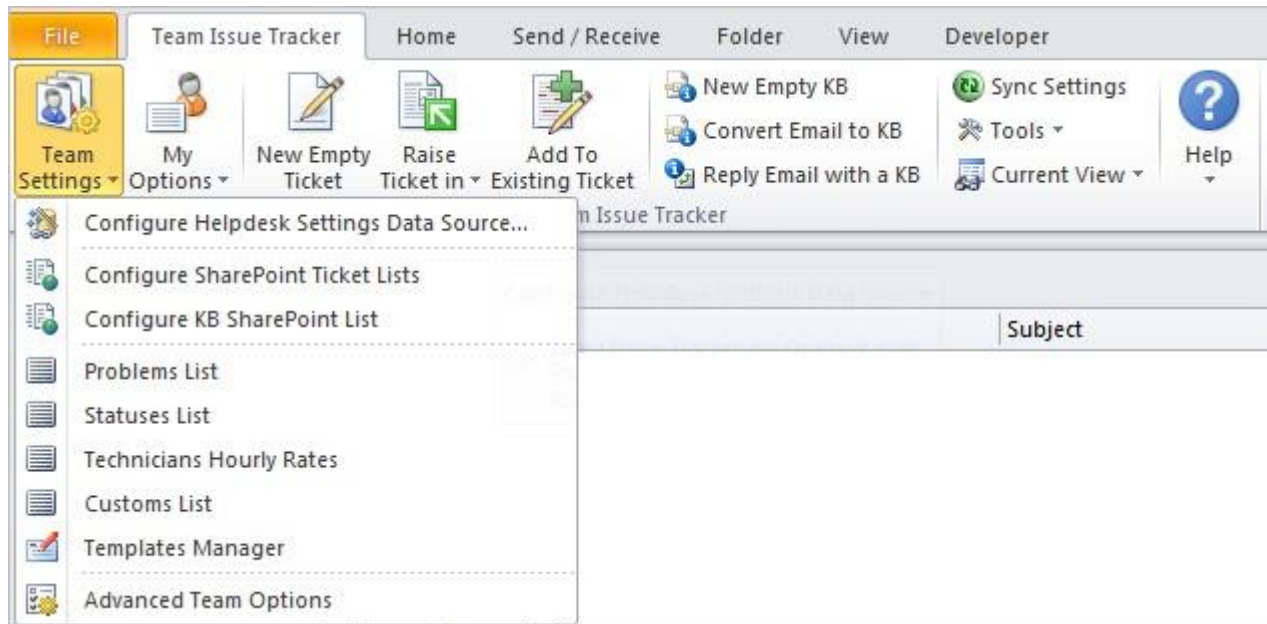 File Team Issue Tracker Home Send / Receive Folder View Developer
Team Settings
My Options
New Empty Ticket
Raise Ticket in
Add To Existing Ticket
New Empty KB
Convert Email to KB
Reply Email with a KB
Sync Settings
Tools
Current View
Help
Issue Tracker
Configure Helpdesk Settings Data Source...
Configure SharePoint Ticket Lists
Configure KB SharePoint List
Problems List
Statuses List
Technicians Hourly Rates
Customs List
Templates Manager
Advanced Team Options
Subject